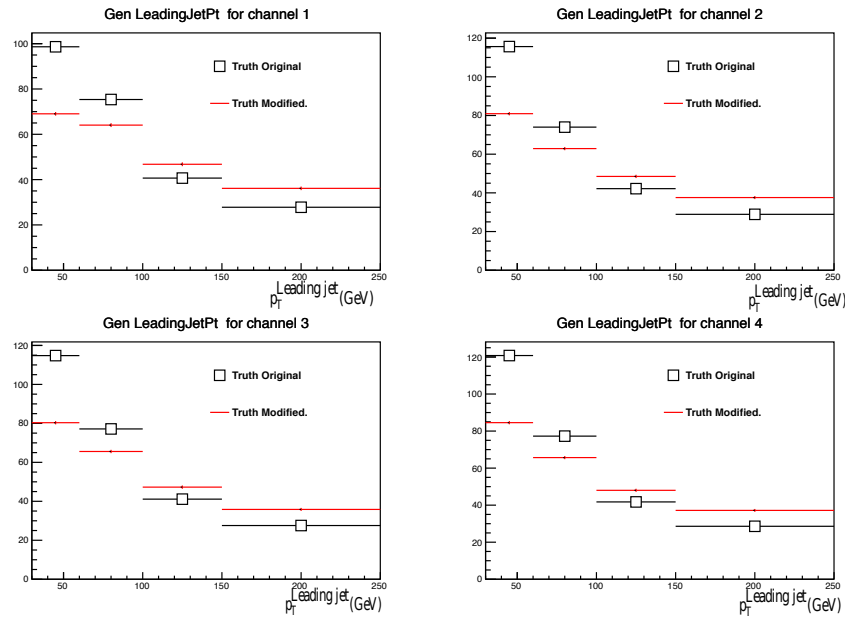 Gen LeadingJetPt for channel 1
100
80
60
40
20
0
50 100 150 200 250
Truth Original
Truth Modified.
p_T^Leading jet (GeV)
Gen LeadingJetPt for channel 2
120
100
80
60
40
20
0
50 100 150 200 250
Truth Original
Truth Modified.
p_T^Leading jet (GeV)
Gen LeadingJetPt for channel 3
120
100
80
60
40
20
0
50 100 150 200 250
Truth Original
Truth Modified.
p_T^Leading jet (GeV)
Gen LeadingJetPt for channel 4
120
100
80
60
40
20
0
50 100 150 200 250
Truth Original
Truth Modified.
p_T^Leading jet (GeV)